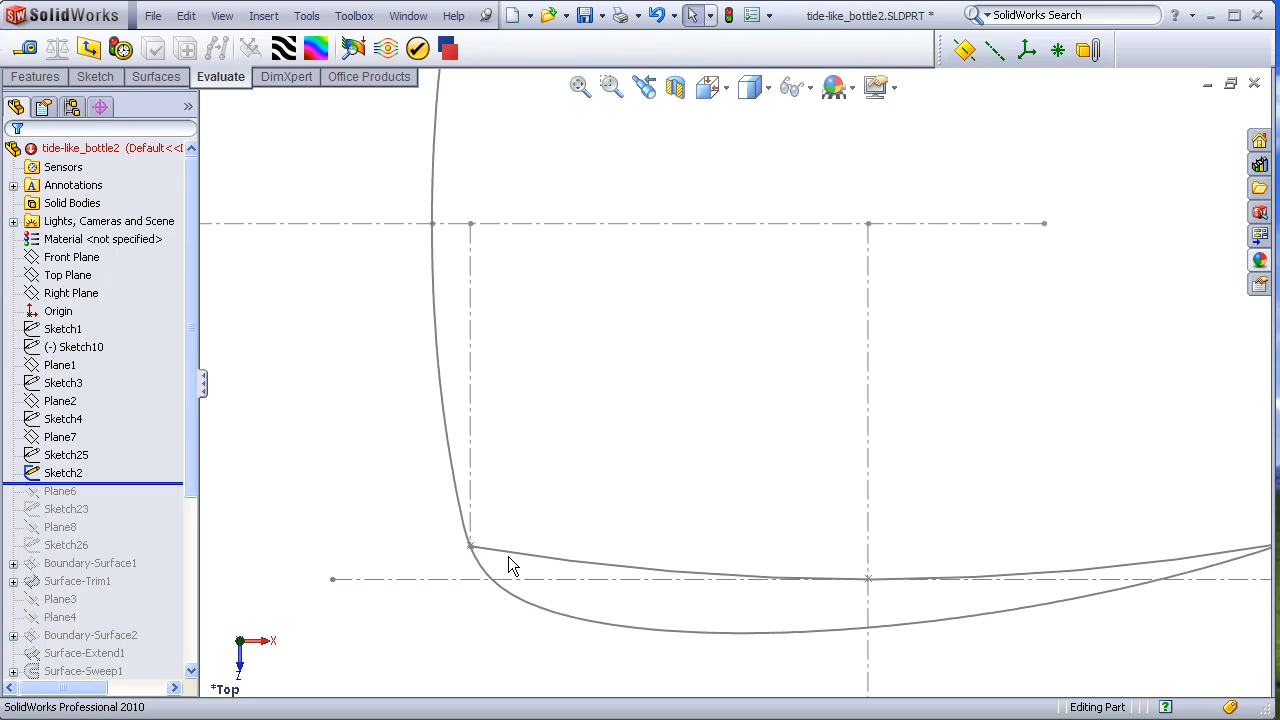 SolidWorks File Edit View Insert Tools Toolbox Window Help tide-like_bottle2.SLDPRT * SolidWorks Search
Features Sketch Surfaces Evaluate DimXpert Office Products
tide-like_bottle2 (Default<<D
Sensors
Annotations
Solid Bodies
Lights, Cameras and Scene
Material <not specified>
Front Plane
Top Plane
Right Plane
Origin
Sketch1
(-) Sketch10
Plane1
Sketch3
Plane2
Sketch4
Plane7
Sketch25
Sketch2
Plane6
Sketch23
Plane8
Sketch26
Boundary-Surface1
Surface-Trim1
Plane3
Plane4
Boundary-Surface2
Surface-Extend1
Surface-Sweep1
X
Z
*Top
SolidWorks Professional 2010 Editing Part